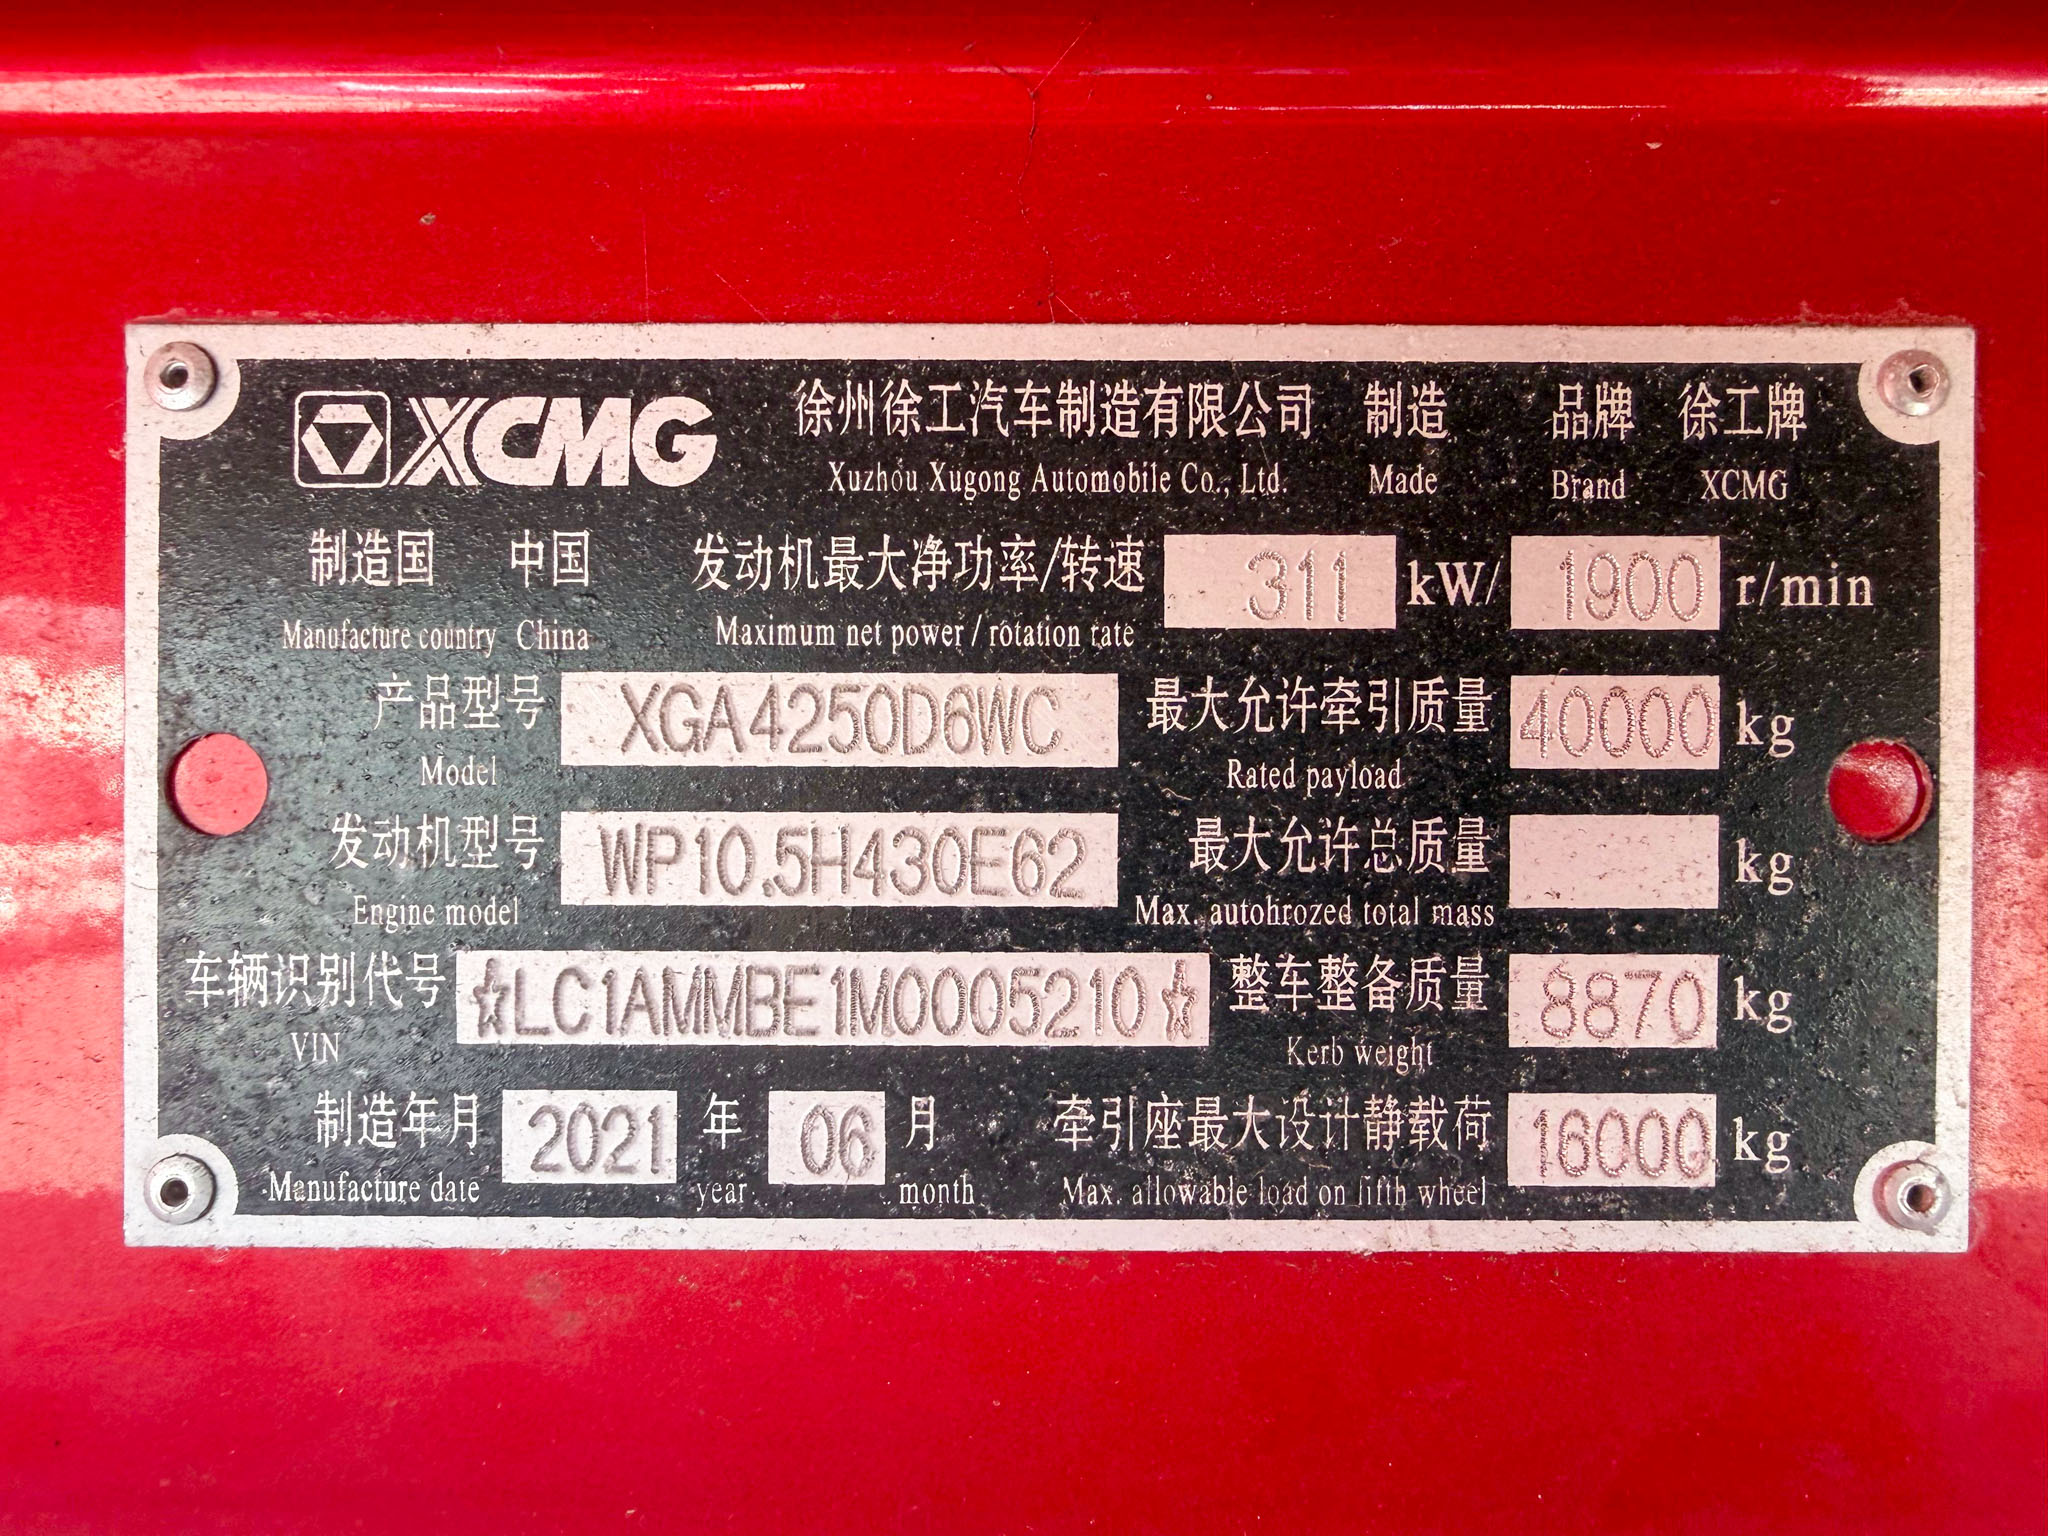 XCMG 徐州徐工汽车制造有限公司 制造 品牌 徐工牌
Xuzhou Xugong Automobile Co., Ltd. Made Brand XCMG
制造国 中国 发动机最大净功率/转速 311 kW/ 1900 r/min
Manufacture country China Maximum net power / rotation rate
产品型号 XGA4250D6WC 最大允许牵引质量 40000 kg
Model Rated payload
发动机型号 WP10.5H430E62 最大允许总质量 kg
Engine model Max. autohrozed total mass
车辆识别代号 ☆LC1AMMBE1M0005210☆ 整车整备质量 8870 kg
VIN Kerb weight
制造年月 2021 年 06 月 牵引座最大设计静载荷 16000 kg
Manufacture date year month Max. allowable load on fifth wheel